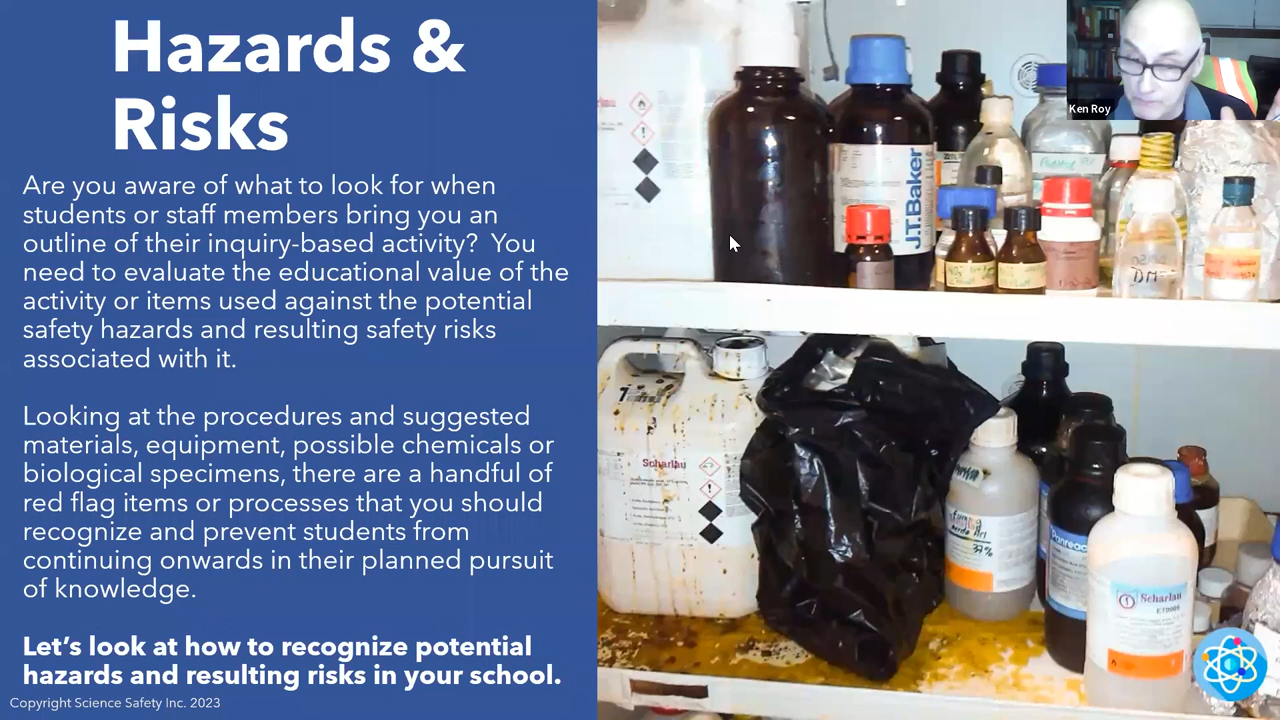 Hazards &
Risks
Are you aware of what to look for when
students or staff members bring you an
outline of their inquiry-based activity?  You
need to evaluate the educational value of the
activity or items used against the potential
safety hazards and resulting safety risks
associated with it.
Looking at the procedures and suggested
materials, equipment, possible chemicals or
biological specimens, there are a handful of
red flag items or processes that you should
recognize and prevent students from
continuing onwards in their planned pursuit
of knowledge.
Let's look at how to recognize potential
hazards and resulting risks in your school.
Copyright Science Safety Inc. 2023
Ken Roy
JTBaker
Scharlau
37%
Panreac
Scharlau